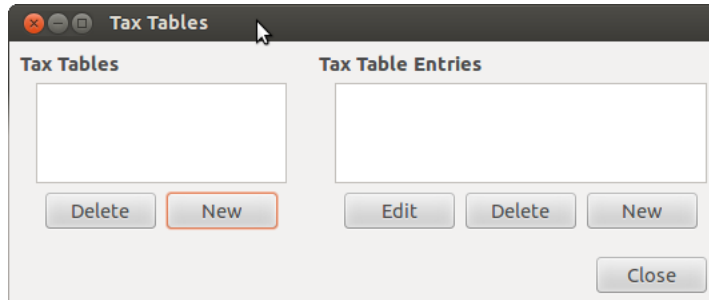 Tax Tables
Tax Tables
Tax Table Entries
Delete
New
Edit
Delete
New
Close